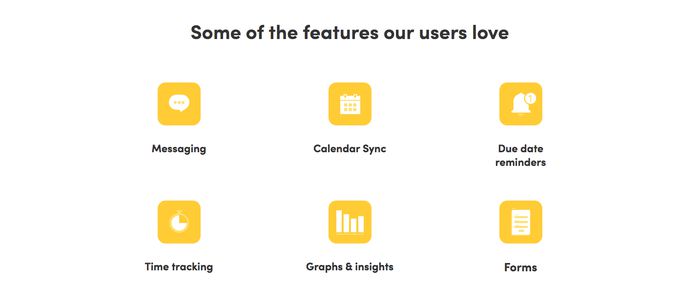 Some of the features our users love
Messaging
Calendar Sync
Due date
reminders
Time tracking
Graphs & insights
Forms